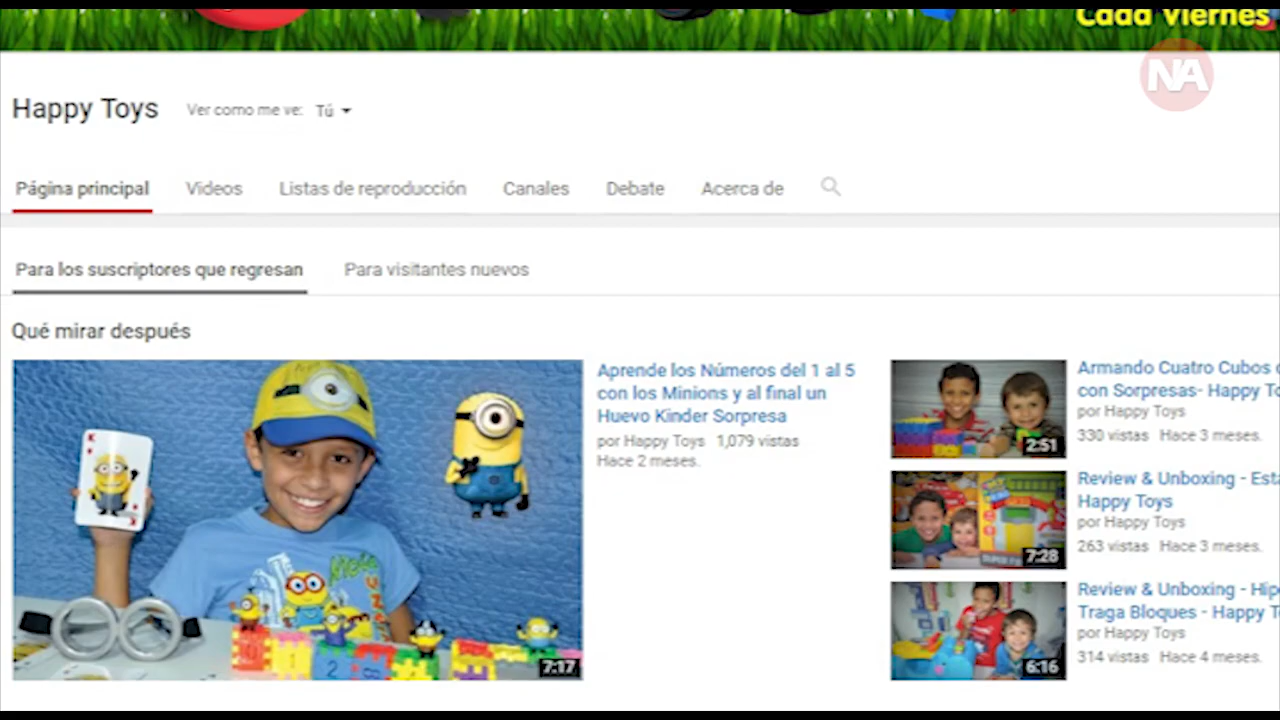 Cada Viernes
NA
Happy Toys Ver como me ve: Tú
Página principal Videos Listas de reproducción Canales Debate Acerca de
Para los suscriptores que regresan Para visitantes nuevos
Qué mirar después
Aprende los Números del 1 al 5
con los Minions y al final un
Huevo Kinder Sorpresa
por Happy Toys 1,079 vistas
Hace 2 meses.
7:17
Armando Cuatro Cubos
con Sorpresas- Happy
por Happy Toys
330 vistas Hace 3 meses.
2:51
Review & Unboxing -
Happy Toys
por Happy Toys
263 vistas Hace 3 meses.
7:28
Review & Unboxing -
Traga Bloques - Happy
por Happy Toys
314 vistas Hace 4 meses.
6:16